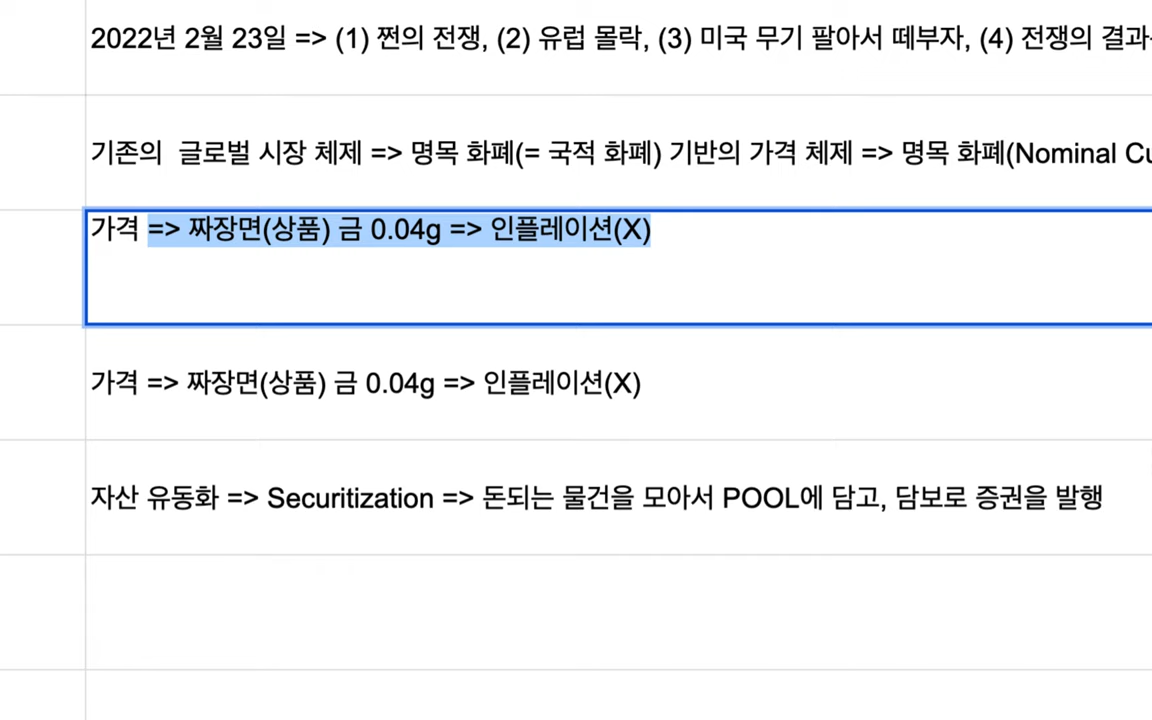 2022년 2월 23일 => (1) 쩐의 전쟁, (2) 유럽 몰락, (3) 미국 무기 팔아서 떼부자, (4) 전쟁의 결과
기존의  글로벌 시장 체제 => 명목 화폐(= 국적 화폐) 기반의 가격 체제 => 명목 화폐(Nominal
가격 => 짜장면(상품) 금 0.04g => 인플레이션(X)
가격 => 짜장면(상품) 금 0.04g => 인플레이션(X)
자산 유동화 => Securitization => 돈되는 물건을 모아서 POOL에 담고, 담보로 증권을 발행